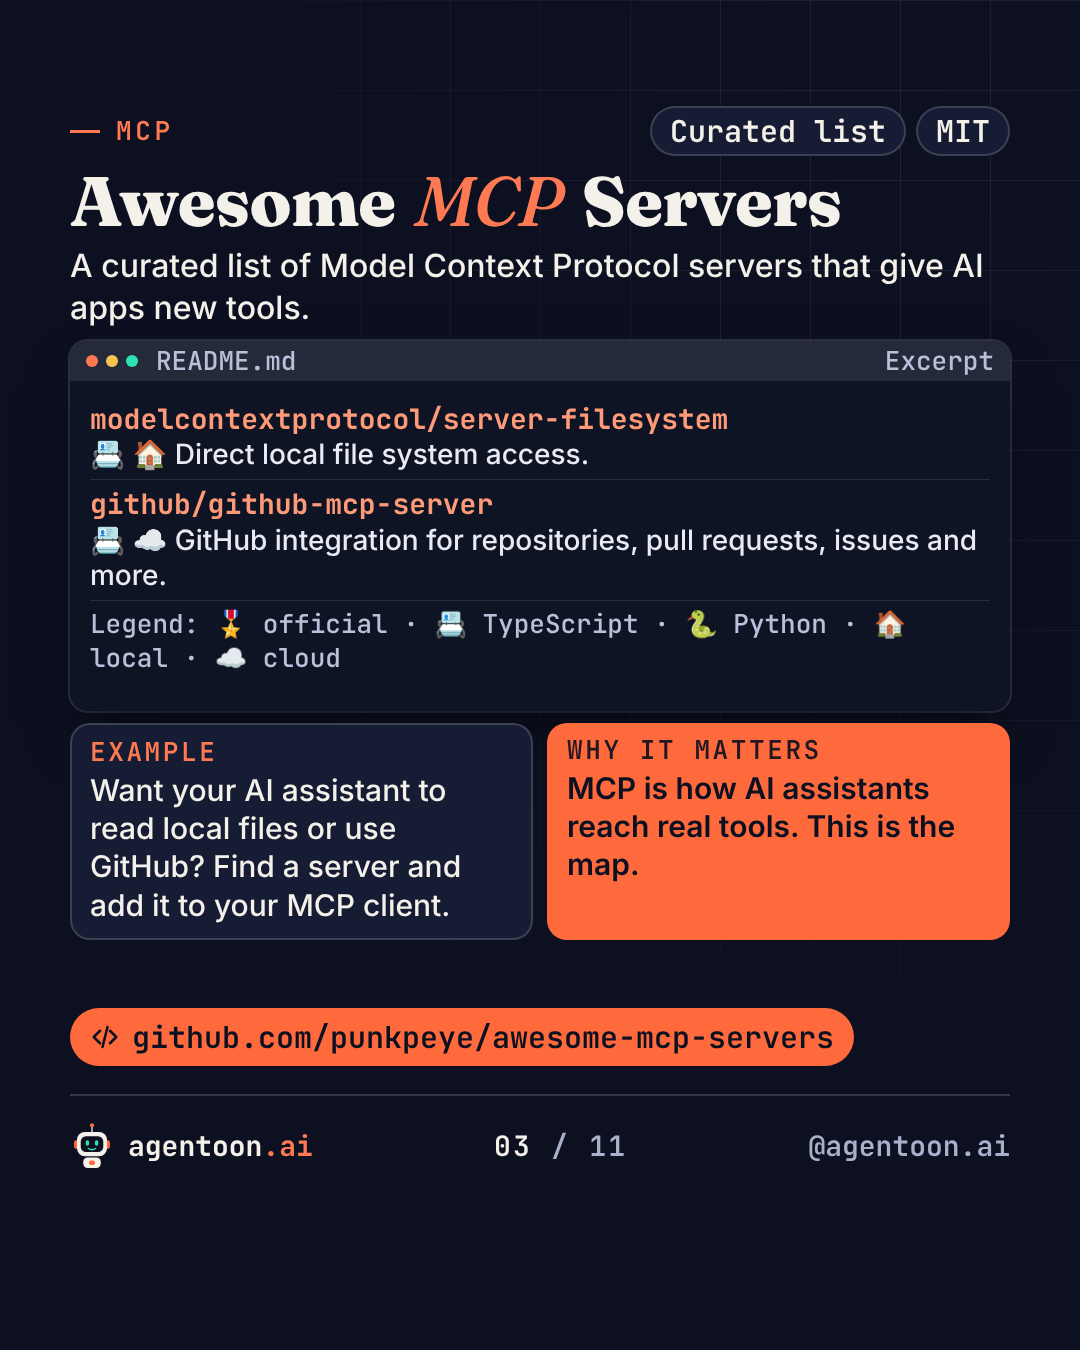 — MCP
Curated list
MIT
Awesome MCP Servers
A curated list of Model Context Protocol servers that give AI
apps new tools.
README.md
Excerpt
modelcontextprotocol/server-filesystem
📇 🏠 Direct local file system access.
github/github-mcp-server
📇 ☁️ GitHub integration for repositories, pull requests, issues and
more.
Legend: 🎖️ official · 📇 TypeScript · 🐍 Python · 🏠
local · ☁️ cloud
EXAMPLE
Want your AI assistant to
read local files or use
GitHub? Find a server and
add it to your MCP client.
WHY IT MATTERS
MCP is how AI assistants
reach real tools. This is the
map.
</> github.com/punkpeye/awesome-mcp-servers
agentoon.ai
03 / 11
@agentoon.ai